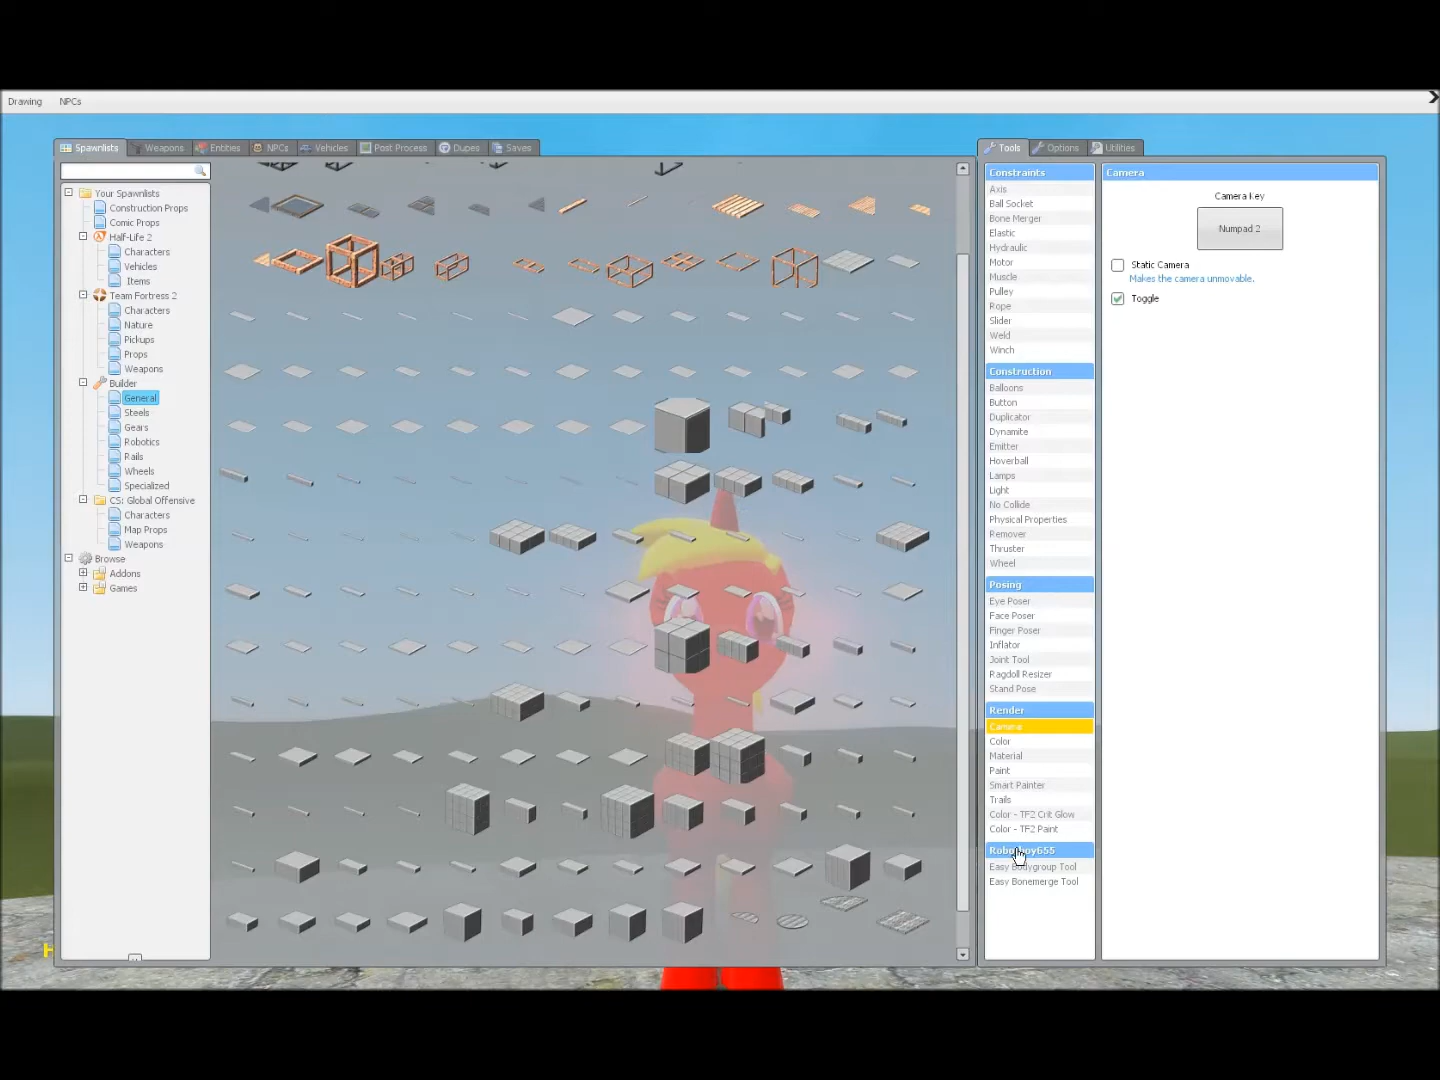 Drawing NPCs
Spawnlists Weapons Entities NPCs Vehicles Post Process Dupes Saves
Your Spawnlists
Construction Props
Comic Props
Half-Life 2
Characters
Vehicles
Items
Team Fortress 2
Characters
Nature
Pickups
Props
Weapons
Builder
General
Steels
Gears
Robotics
Rails
Wheels
Specialized
CS: Global Offensive
Characters
Map Props
Weapons
Browse
Addons
Games
Tools Options Utilities
Constraints
Axis
Ball Socket
Bone Merger
Elastic
Hydraulic
Motor
Muscle
Pulley
Rope
Slider
Weld
Winch
Construction
Balloons
Button
Duplicator
Dynamite
Emitter
Hoverball
Lamps
Light
No Collide
Physical Properties
Remover
Thruster
Wheel
Posing
Eye Poser
Face Poser
Finger Poser
Inflator
Joint Tool
Ragdoll Resizer
Stand Pose
Render
Camera
Color
Material
Paint
Smart Painter
Trails
Color - TF2 Crit Glow
Color - TF2 Paint
Robotboy655
Easy Bodygroup Tool
Easy Bonemerge Tool
Camera
Camera Key
Numpad 2
Static Camera
Makes the camera unmovable.
Toggle